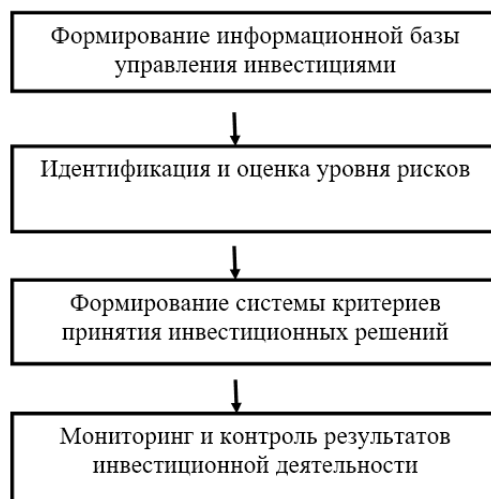 Формирование информационной базы
управления инвестициями
Идентификация и оценка уровня рисков
Формирование системы критериев
принятия инвестиционных решений
Мониторинг и контроль результатов
инвестиционной деятельности